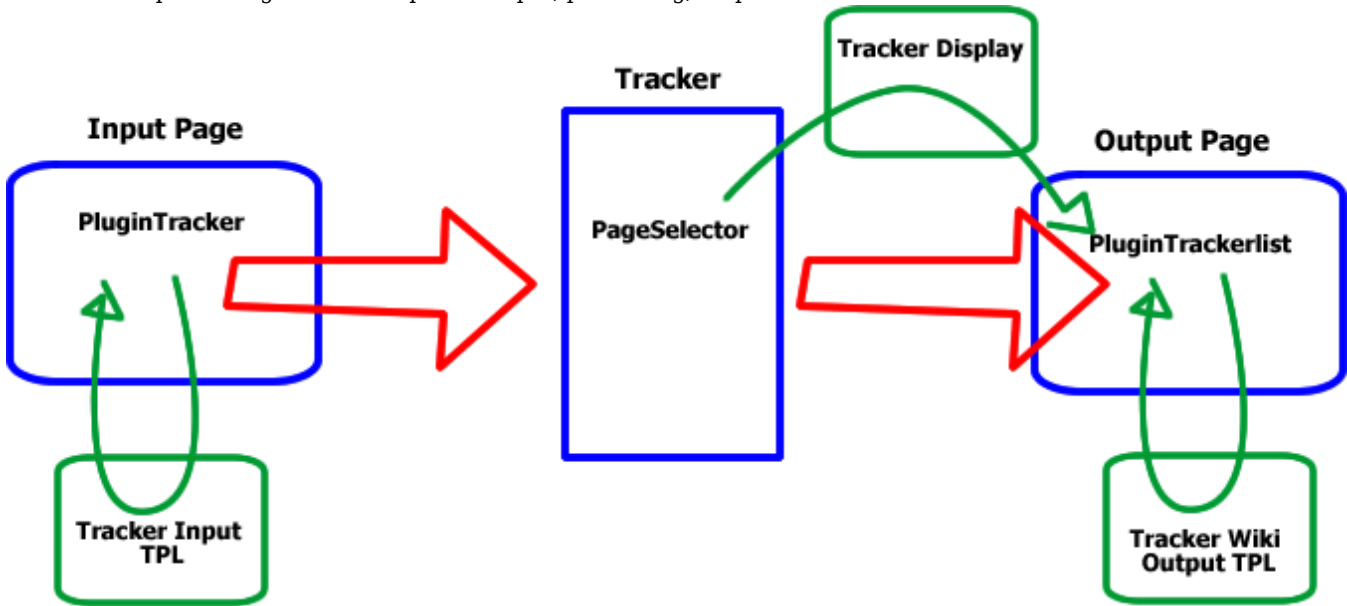 Tracker Display
Tracker
Input Page
Output Page
PluginTracker
PageSelector
PluginTrackerlist
Tracker Input
TPL
Tracker Wiki
Output TPL